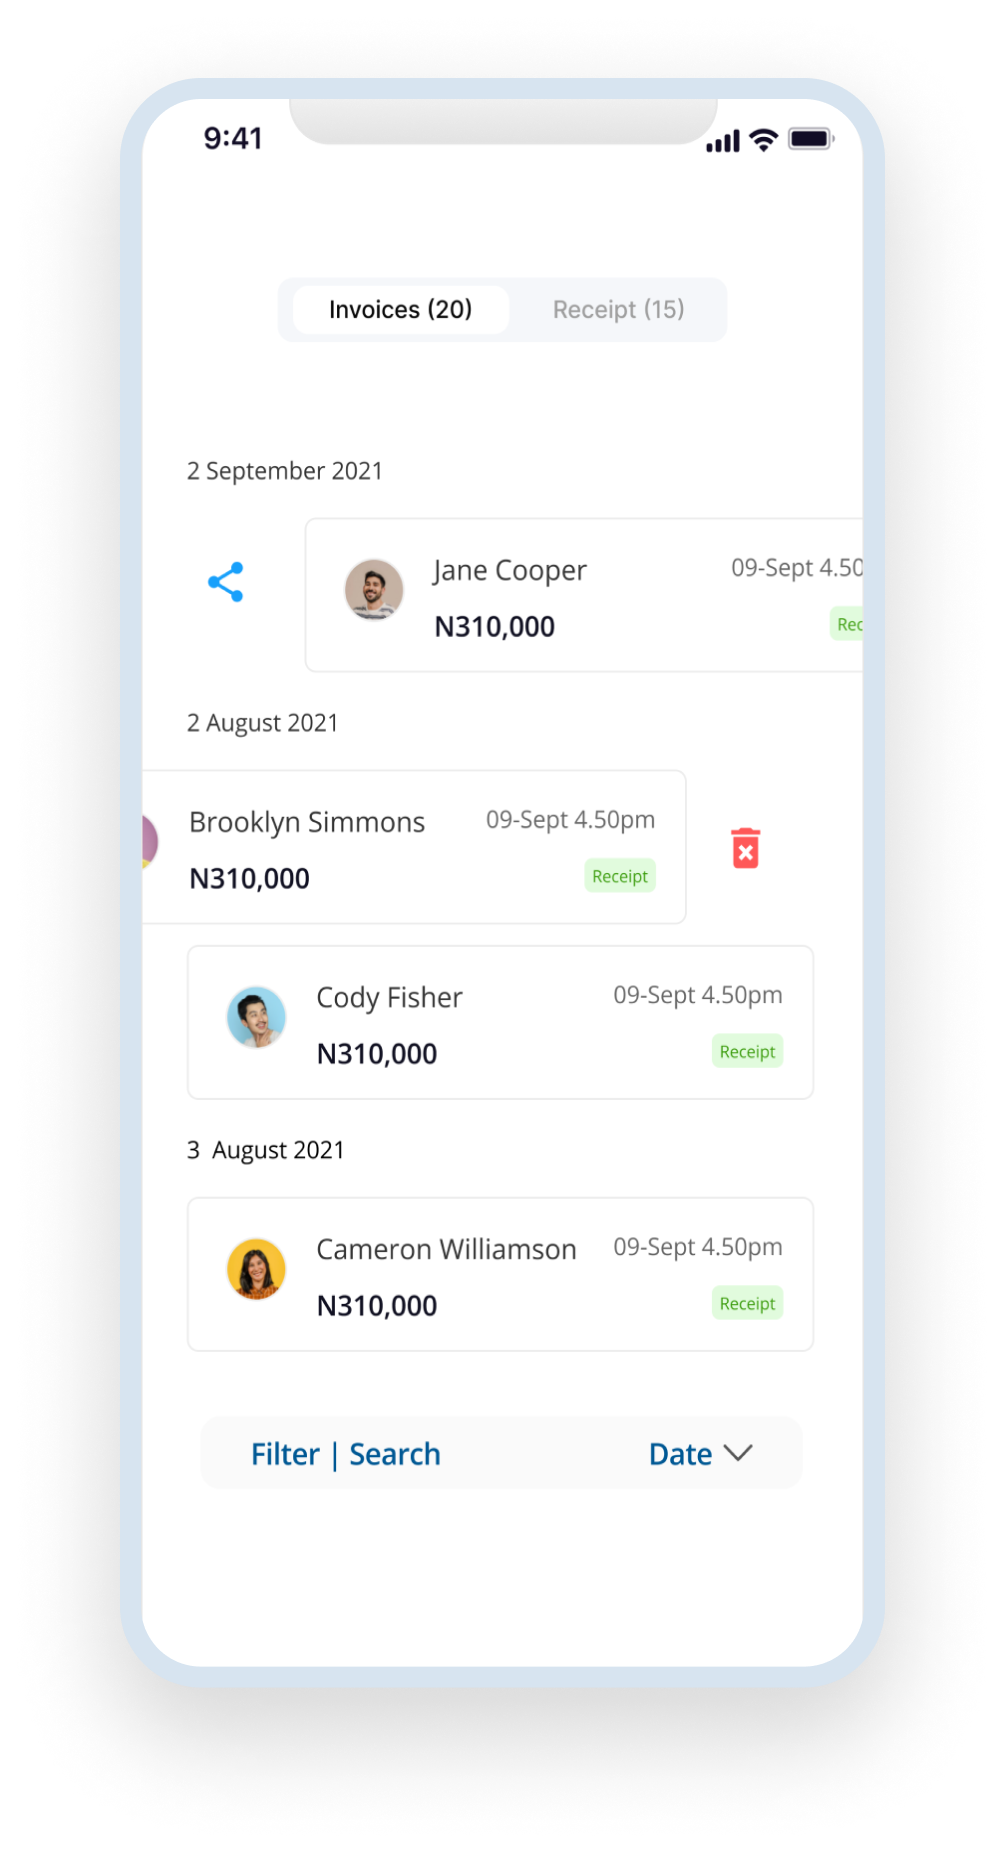 9:41
Invoices (20) Receipt (15)
2 September 2021
Jane Cooper 09-Sept 4.50
N310,000 Rec
2 August 2021
Brooklyn Simmons 09-Sept 4.50pm
N310,000 Receipt
Cody Fisher 09-Sept 4.50pm
N310,000 Receipt
3 August 2021
Cameron Williamson 09-Sept 4.50pm
N310,000 Receipt
Filter | Search Date